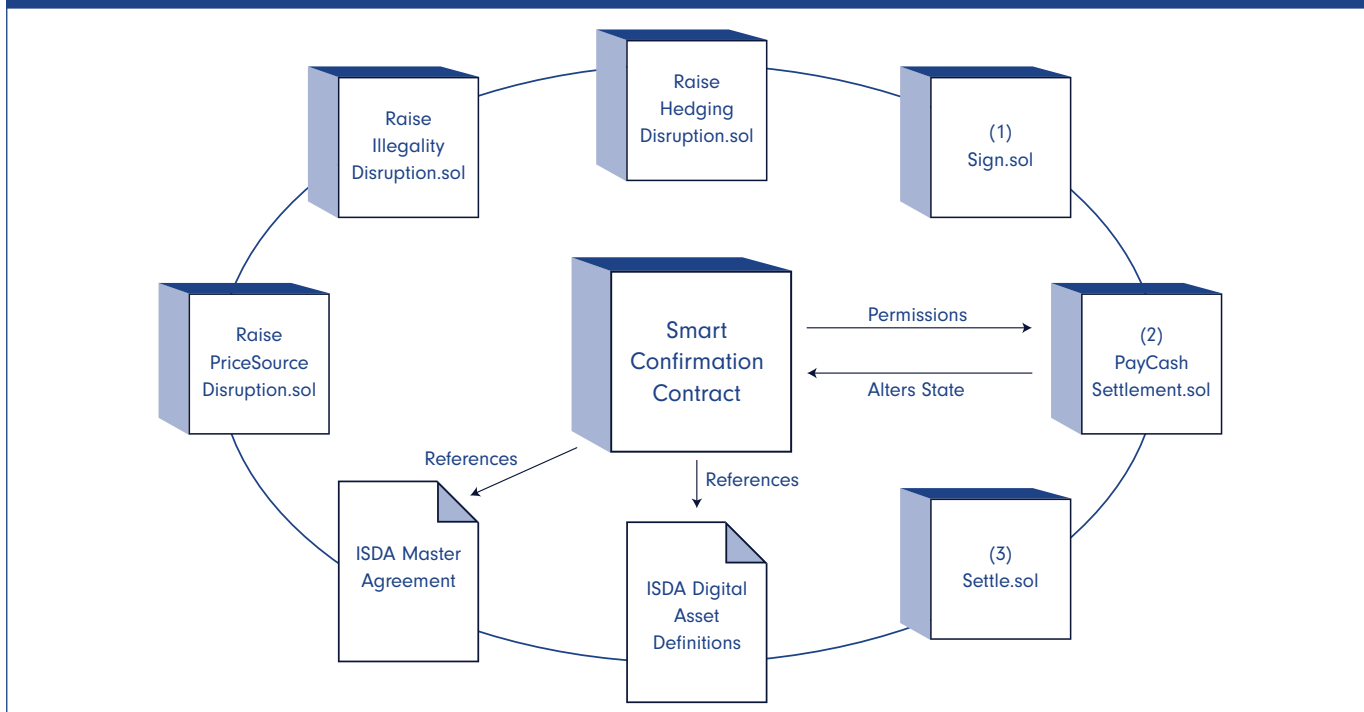 Raise
Hedging
Disruption.sol
Raise
Illegality
Disruption.sol
(1)
Sign.sol
Raise
PriceSource
Disruption.sol
Smart
Confirmation
Contract
Permissions
Alters State
(2)
PayCash
Settlement.sol
References
References
ISDA Master
Agreement
ISDA Digital
Asset
Definitions
(3)
Settle.sol